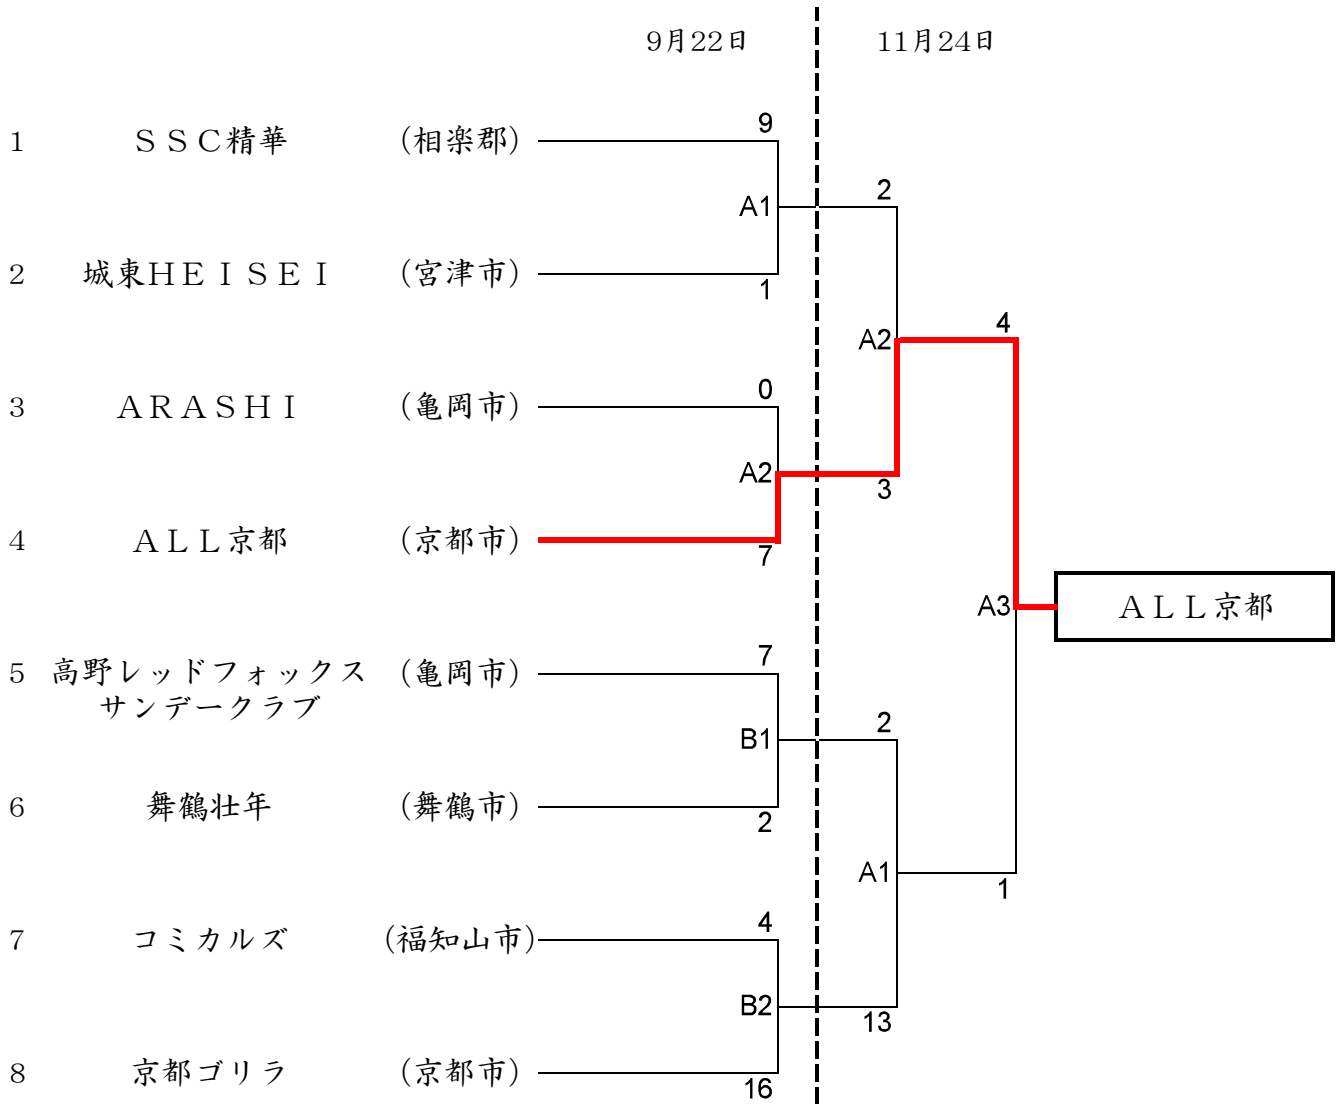 9月22日
11月24日
9
1 ＳＳＣ精華 (相楽郡)
2
A1
2 城東ＨＥＩＳＥＩ (宮津市)
1
4
A2
0
3 ＡＲＡＳＨＩ (亀岡市)
A2
3
4 ＡＬＬ京都 (京都市)
7
A3 ＡＬＬ京都
7
5 高野レッドフォックス (亀岡市)
サンデークラブ
2
B1
6 舞鶴壮年 (舞鶴市)
2
A1
1
4
7 コミカルズ (福知山市)
B2
13
8 京都ゴリラ (京都市)
16